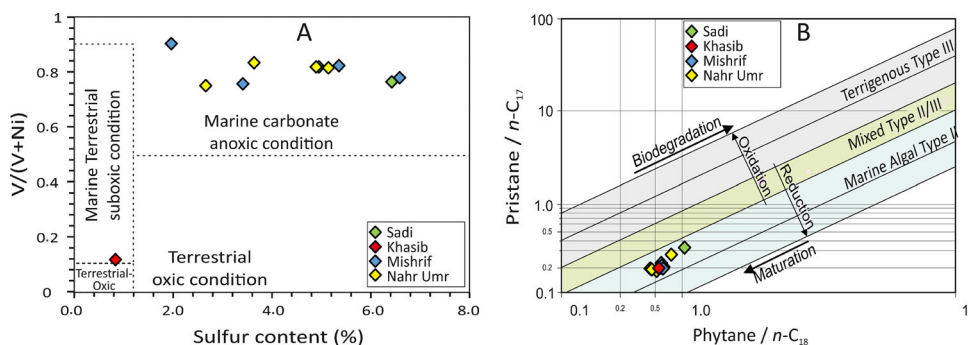 A
V/(V+Ni)
1
0.8
0.6
0.4
0.2
0
0.0
2.0
4.0
6.0
8.0
Sulfur content (%)
Marine Terrestrial
suboxic condition
Marine carbonate
anoxic condition
Terrestrial
oxic condition
Terrestrial-
Oxic
Sadi
Khasib
Mishrif
Nahr Umr
B
Pristane / n-C17
100
10
1.0
0.5
0.2
0.1
0.1
0.2
0.5
1.0
1
Phytane / n-C18
Sadi
Khasib
Mishrif
Nahr Umr
Terrigenous Type III
Mixed Type II/III
Marine Algal Type II
Biodegradation
Oxidation
Reduction
Maturation